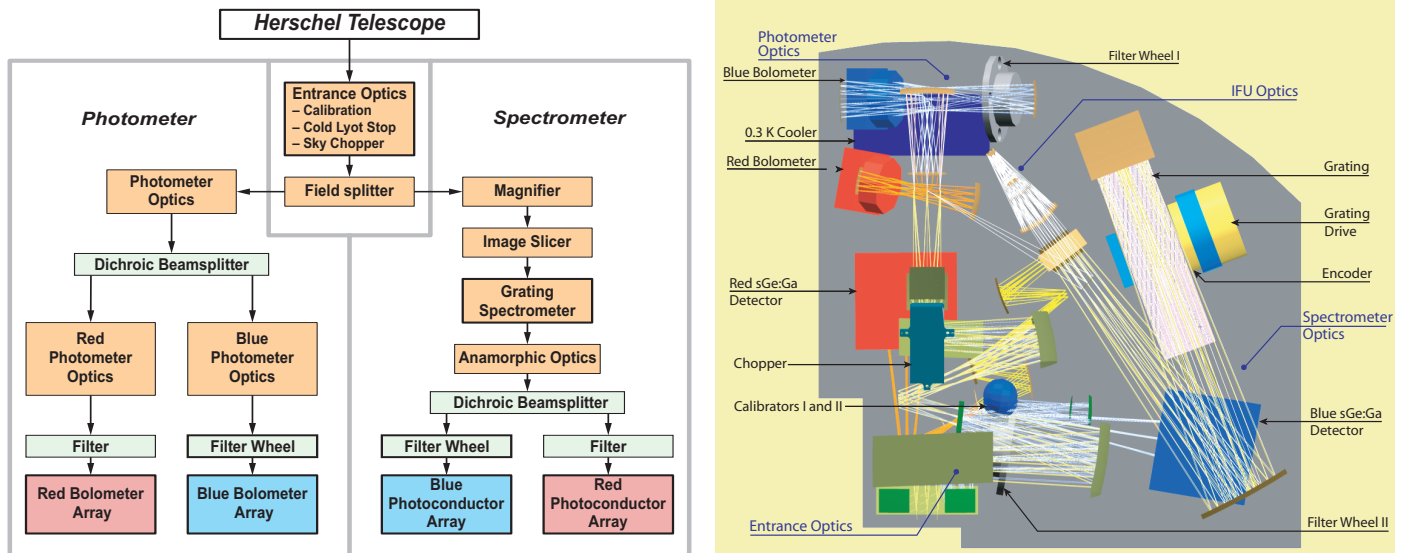 Herschel Telescope
Entrance Optics
– Calibration
– Cold Lyot Stop
– Sky Chopper
Photometer
Spectrometer
Photometer
Optics
Field splitter
Magnifier
Image Slicer
Dichroic Beamsplitter
Grating
Spectrometer
Red
Photometer
Optics
Blue
Photometer
Optics
Anamorphic Optics
Dichroic Beamsplitter
Filter
Filter Wheel
Filter Wheel
Filter
Red Bolometer
Array
Blue Bolometer
Array
Blue
Photoconductor
Array
Red
Photoconductor
Array
Photometer
Optics
Filter Wheel I
Blue Bolometer
IFU Optics
0.3 K Cooler
Red Bolometer
Grating
Grating
Drive
Encoder
Red sGe:Ga
Detector
Spectrometer
Optics
Chopper
Calibrators I and II
Blue sGe:Ga
Detector
Entrance Optics
Filter Wheel II